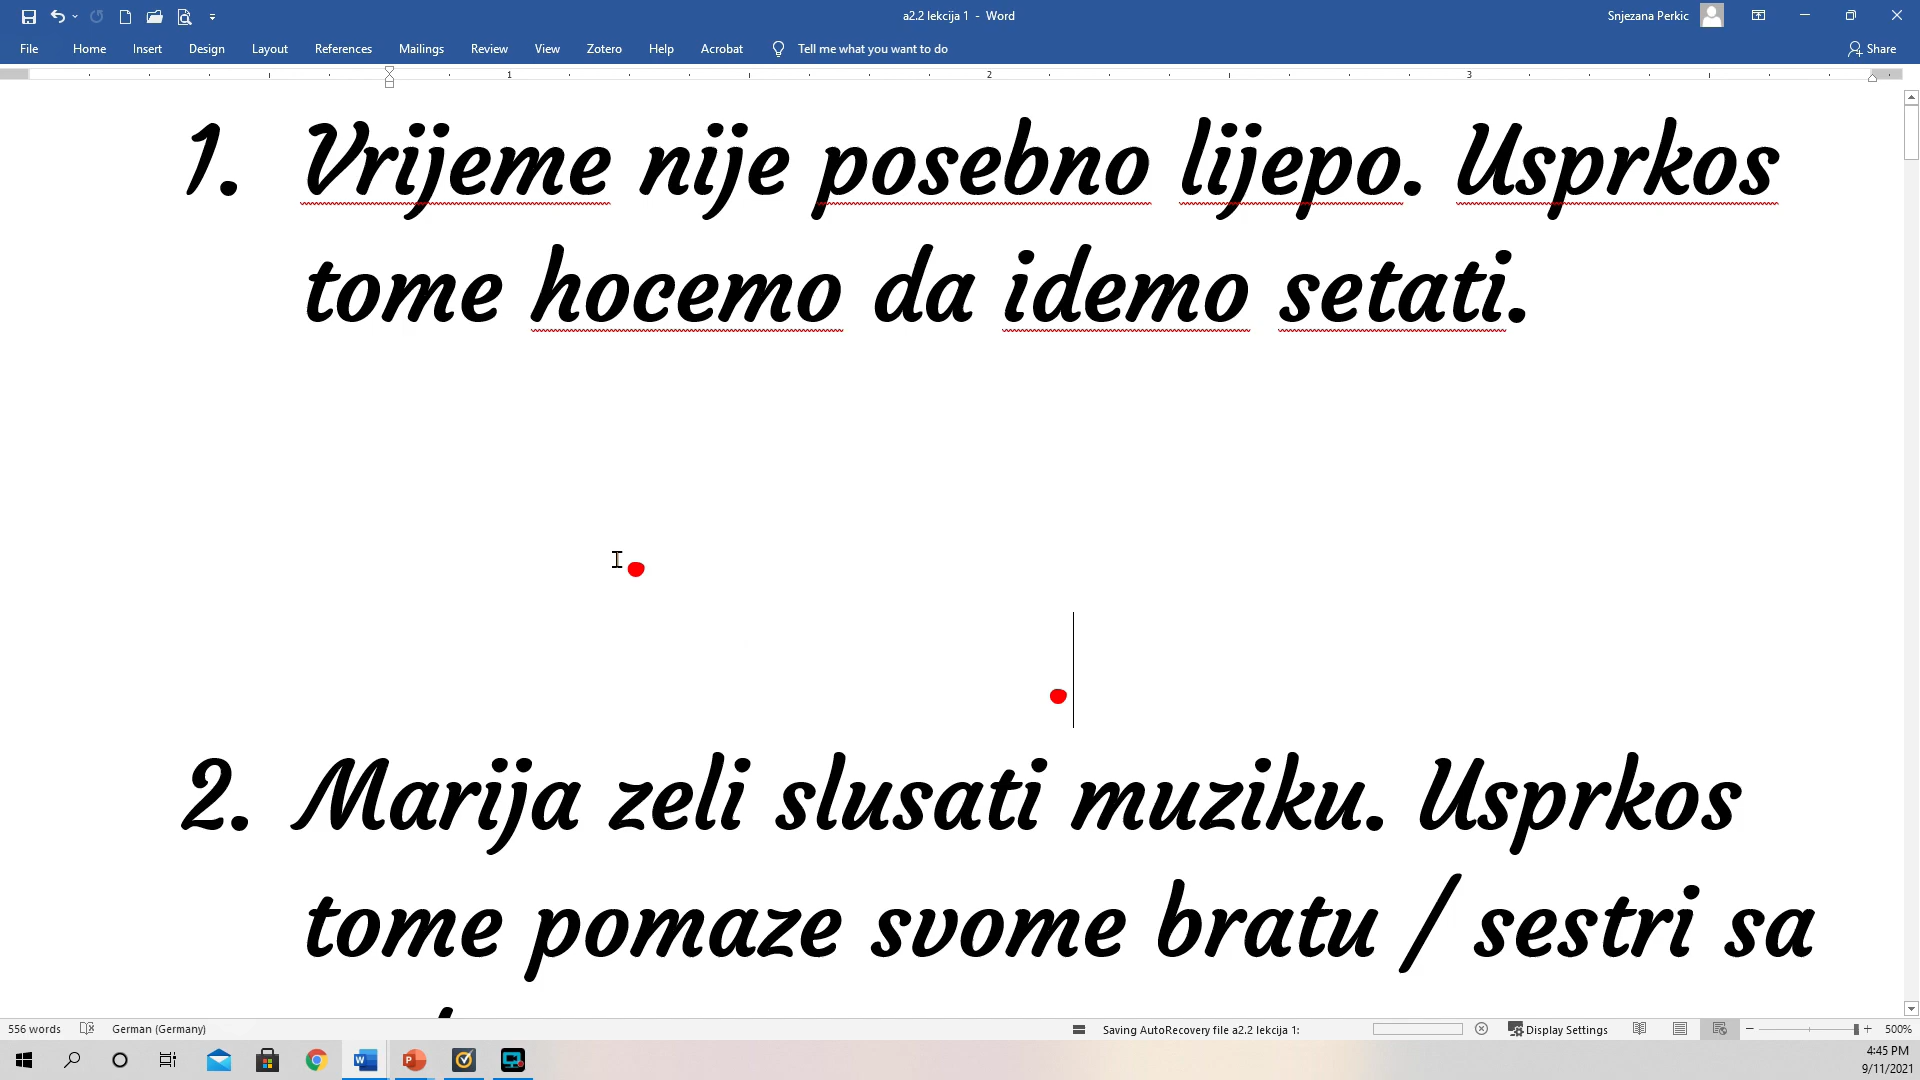 a2.2 lekcija 1 - Word
Snjezana Perkic
File Home Insert Design Layout References Mailings Review View Zotero Help Acrobat Tell me what you want to do Share
1 2 3
1. Vrijeme nije posebno lijepo. Usprkos
tome hocemo da idemo setati.
.
.
2. Marija zeli slusati muziku. Usprkos
tome pomaze svome bratu / sestri sa
556 words German (Germany) Saving AutoRecovery file a2.2 lekcija 1: Display Settings 500%
4:45 PM
9/11/2021